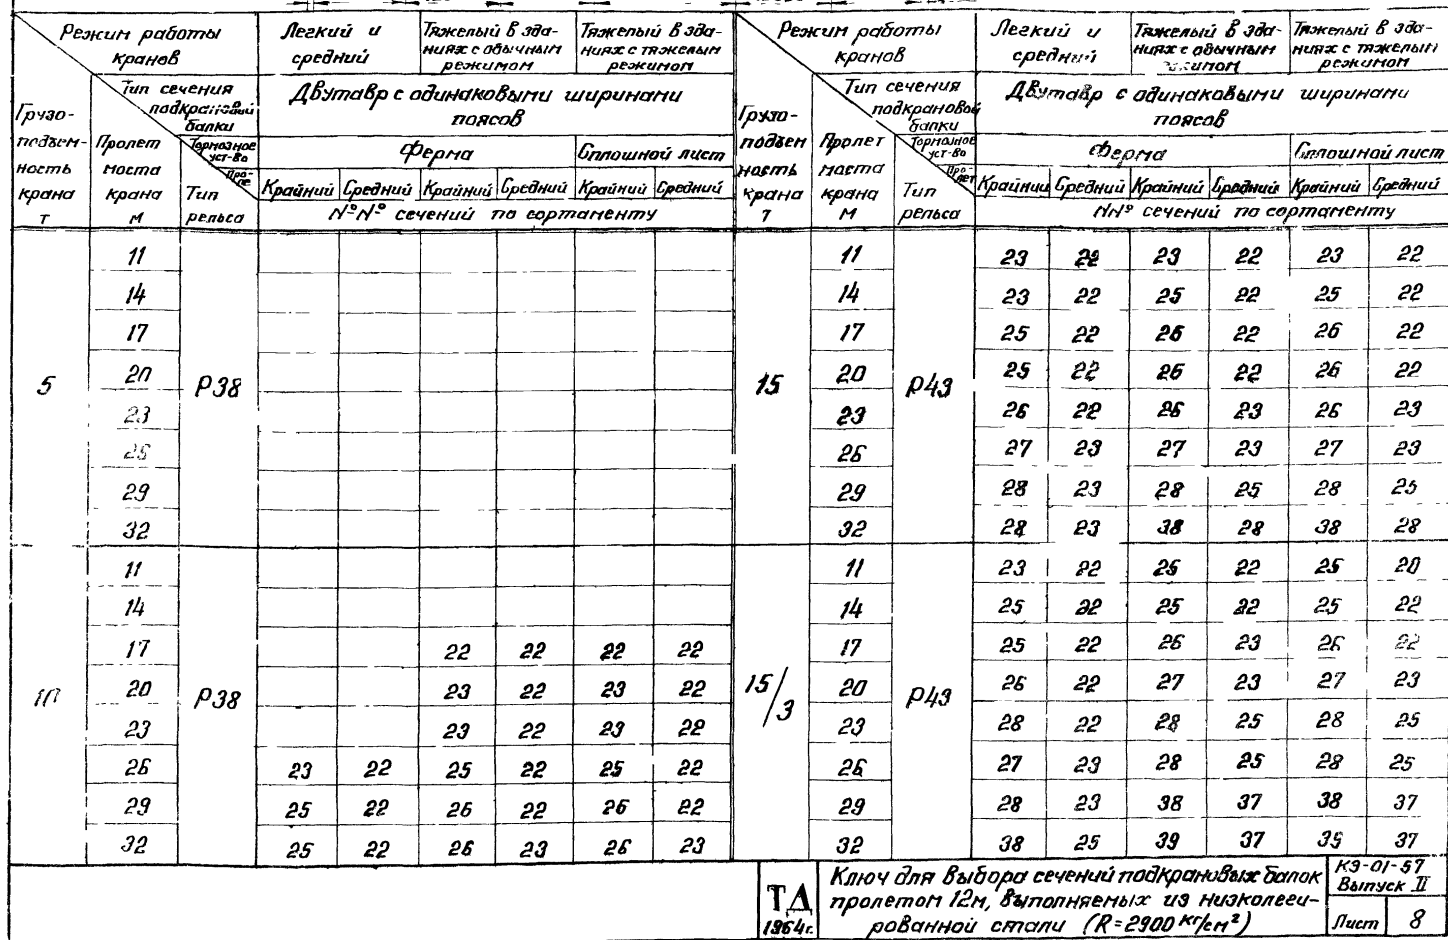 Режим работы кранов
Легкий и средний
Тяжелый в зданиях с обычным режимом
Тяжелый в зданиях с тяжелым режимом
Тип сечения подкрановой балки
Двутавр с одинаковыми ширинами поясов
Грузоподъемность крана т
Пролет моста крана м
Тормозное уст-во
Тип рельса
Ферма
Сплошной лист
Крайний Средний Крайний Средний Крайний Средний
№№ сечений по сортаменту
5 Р38
11
14
17
20
23
26
29
32
10 Р38
11
14
17 22 22 22 22
20 23 22 23 22
23 23 22 23 22
26 23 22 25 22 25 22
29 25 22 26 22 26 22
32 25 22 26 23 26 23
Режим работы кранов
Легкий и средний
Тяжелый в зданиях с обычным режимом
Тяжелый в зданиях с тяжелым режимом
Тип сечения подкрановой балки
Двутавр с одинаковыми ширинами поясов
Грузоподъемность крана т
Пролет моста крана м
Тормозное уст-во
Пролет
Тип рельса
Ферма
Сплошной лист
Крайний Средний Крайний Средний Крайний Средний
№№ сечений по сортаменту
15 Р43
11 23 22 23 22 23 22
14 23 22 25 22 25 22
17 25 22 26 22 26 22
20 25 22 26 22 26 22
23 26 22 26 23 26 23
26 27 23 27 23 27 23
29 28 23 28 25 28 25
32 28 23 38 28 38 28
15/3 Р43
11 23 22 25 22 25 20
14 25 22 25 22 25 22
17 25 22 26 23 26 22
20 26 22 27 23 27 23
23 28 22 28 25 28 25
26 27 23 28 25 28 25
29 28 23 38 37 38 37
32 38 25 39 37 39 37
ТД
1964г.
Ключ для выбора сечений подкрановых балок
пролетом 12м, выполняемых из низколеги-
рованной стали (R=2900 кг/см²)
КЭ-01-57
Выпуск II
Лист 8